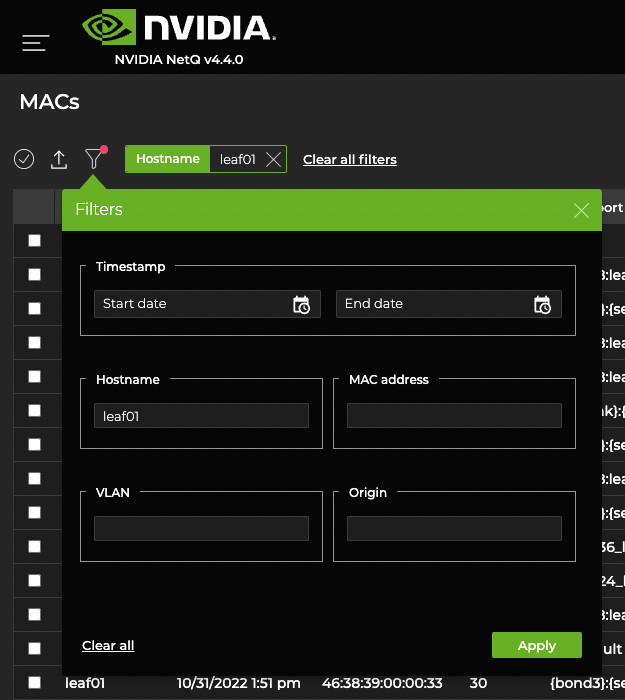 NVIDIA.
NVIDIA NetQ v4.4.0
MACs
Hostname leaf01 Clear all filters
Filters
ort
Timestamp
Start date End date
3:lea
}:{se
3:lea
3:lea
Hostname MAC address
leaf01
nk}:{
}:{se
3:lea
VLAN Origin
}:{se
36_l
24_l
3:lea
Clear all Apply
ult
leaf01 10/31/2022 1:51 pm 46:38:39:00:00:33 30 {bond3}:{se